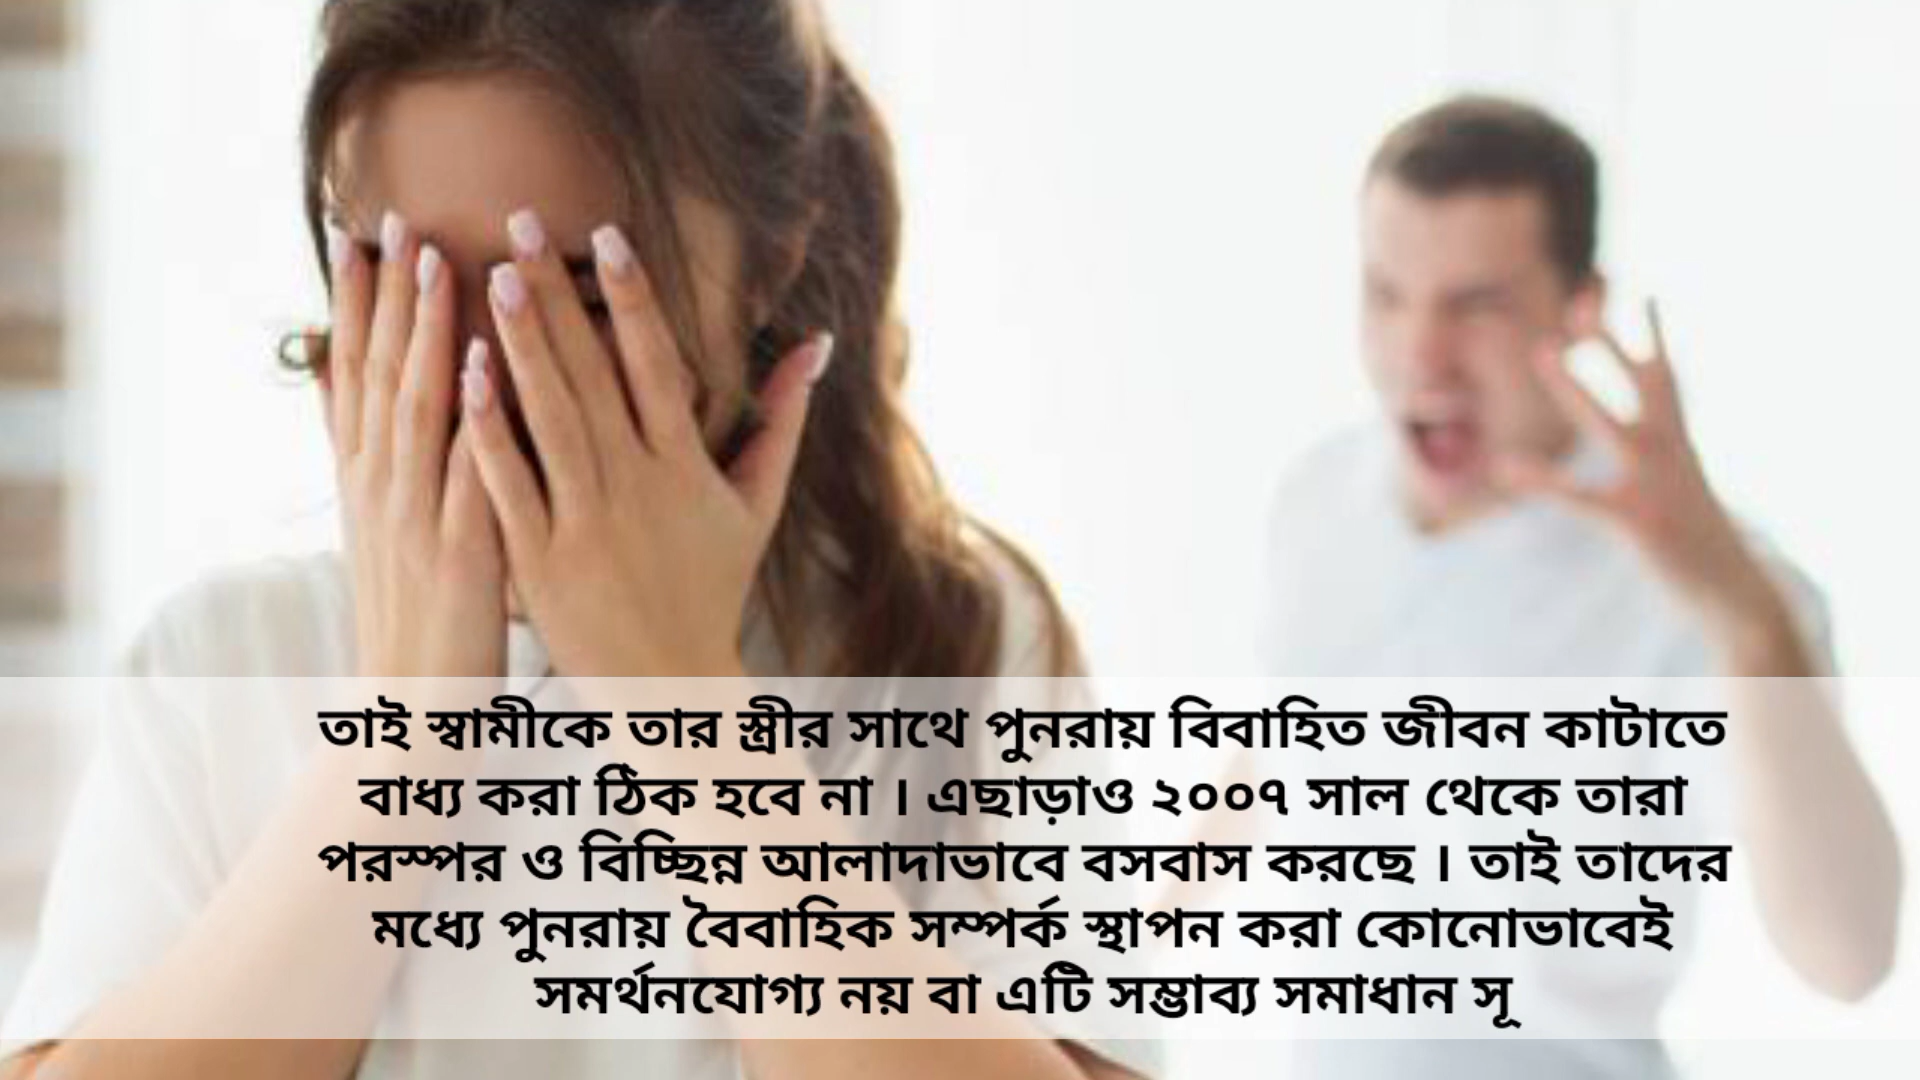 তাই স্বামীকে তার স্ত্রীর সাথে পুনরায় বিবাহিত জীবন কাটাতে
বাধ্য করা ঠিক হবে না । এছাড়াও ২০০৭ সাল থেকে তারা
পরস্পর ও বিচ্ছিন্ন আলাদাভাবে বসবাস করছে । তাই তাদের
মধ্যে পুনরায় বৈবাহিক সম্পর্ক স্থাপন করা কোনোভাবেই
সমর্থনযোগ্য নয় বা এটি সম্ভাব্য সমাধান সূ